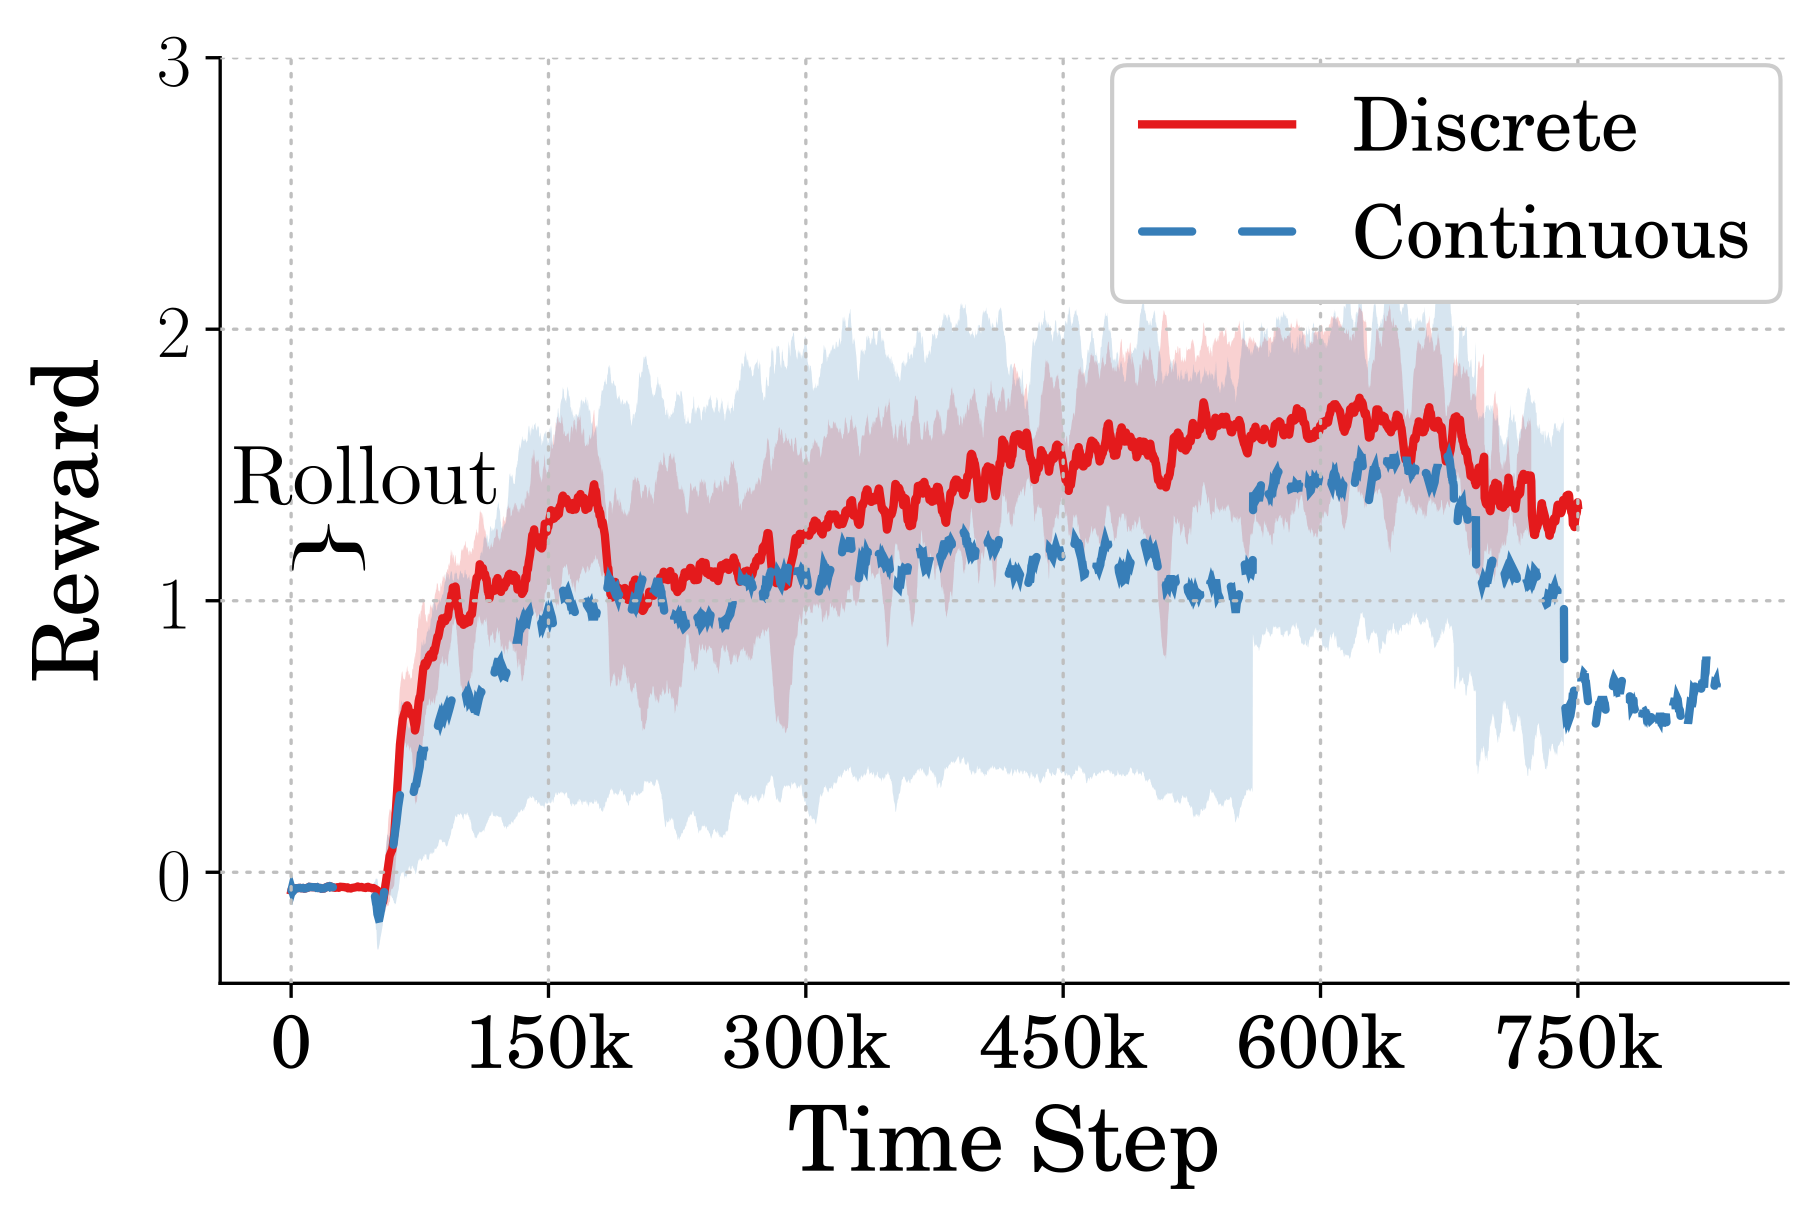 3
Discrete
Continuous
2
Rollout
1
0
Reward
0 150k 300k 450k 600k 750k
Time Step